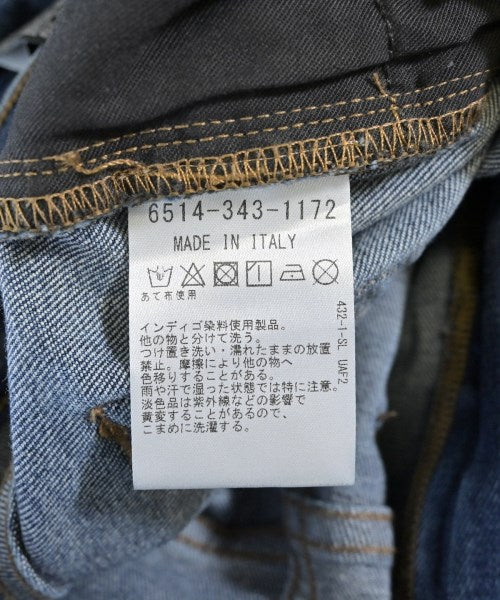 6514-343-1172
MADE IN ITALY
あて布使用
インディゴ染料使用製品。
他の物と分けて洗う。
つけ置き洗い・濡れたままの放置
禁止。摩擦により他の物へ
色移りすることがある。
雨や汗で湿った状態では特に注意。
淡色品は紫外線などの影響で
黄変することがあるので、
こまめに洗濯する。
432-1-SL UAF2